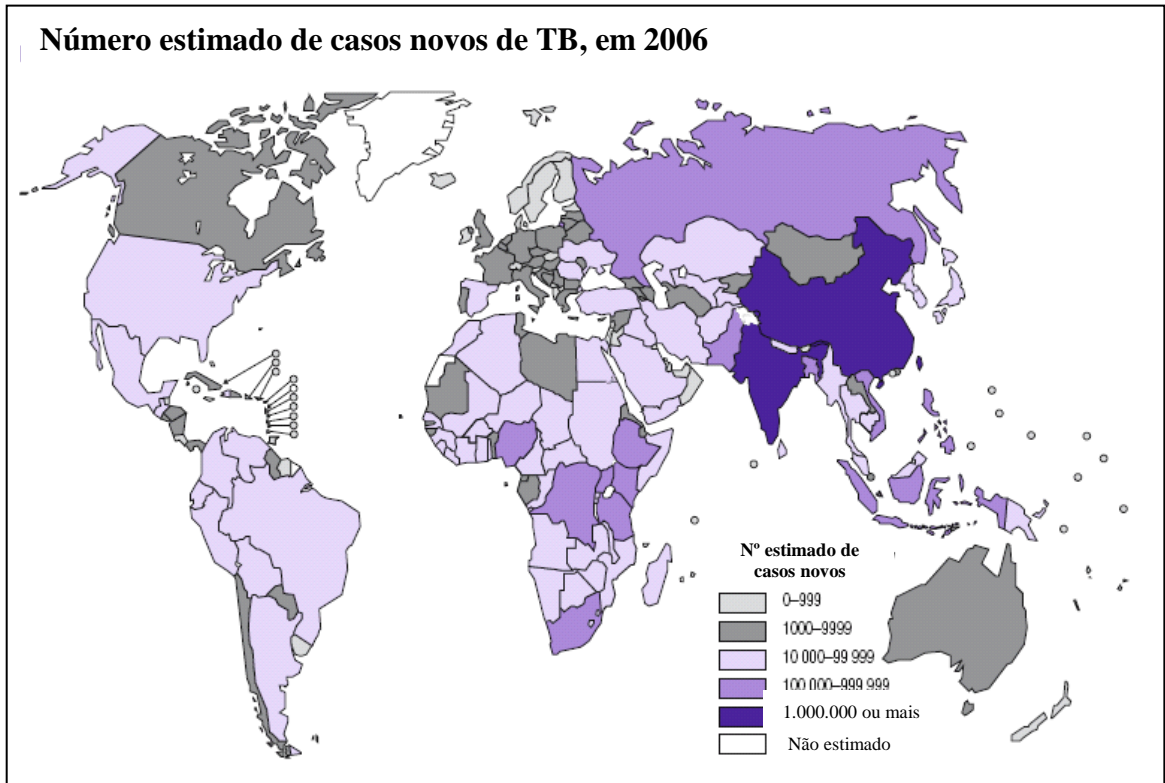 Número estimado de casos novos de TB, em 2006
Nº estimado de
casos novos
0–999
1000–9999
10 000–99 999
100 000–999 999
1.000.000 ou mais
Não estimado